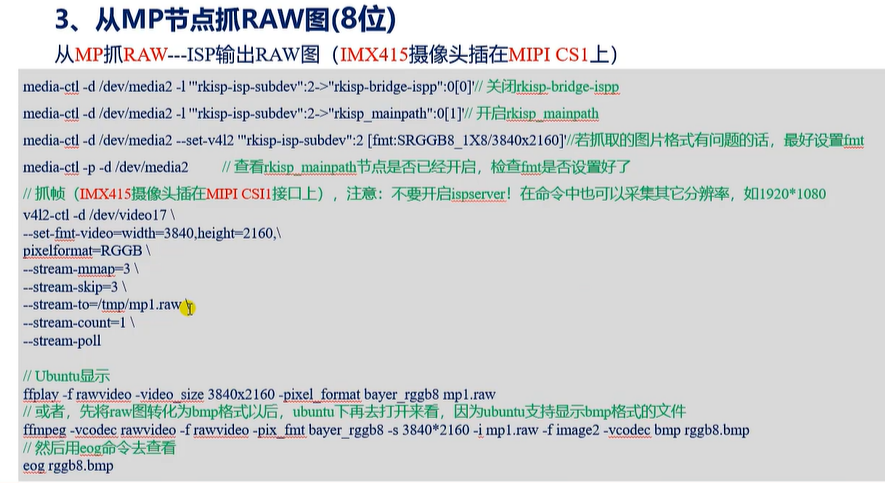 3、从MP节点抓RAW图(8位)
从MP抓RAW---ISP输出RAW图（IMX415摄像头插在MIPI CS1上）
media-ctl -d /dev/media2 -l '"rkisp-isp-subdev":2->"rkisp-bridge-ispp":0[0]'// 关闭rkisp-bridge-ispp
media-ctl -d /dev/media2 -l '"rkisp-isp-subdev":2->"rkisp_mainpath":0[1]'// 开启rkisp_mainpath
media-ctl -d /dev/media2 --set-v4l2 '"rkisp-isp-subdev":2 [fmt:SRGGB8_1X8/3840x2160]'//若抓取的图片格式有问题的话，最好设置fmt
media-ctl -p -d /dev/media2 // 查看rkisp_mainpath节点是否已经开启，检查fmt是否设置好了
// 抓帧（IMX415摄像头插在MIPI CSI1接口上），注意：不要开启ispserver！在命令中也可以采集其它分辨率，如1920*1080
v4l2-ctl -d /dev/video17 \
--set-fmt-video=width=3840,height=2160,\
pixelformat=RGGB \
--stream-mmap=3 \
--stream-skip=3 \
--stream-to=/tmp/mp1.raw \
--stream-count=1 \
--stream-poll
// Ubuntu显示
ffplay -f rawvideo -video_size 3840x2160 -pixel_format bayer_rggb8 mp1.raw
// 或者，先将raw图转化为bmp格式以后，ubuntu下再去打开来看，因为ubuntu支持显示bmp格式的文件
ffmpeg -vcodec rawvideo -f rawvideo -pix_fmt bayer_rggb8 -s 3840*2160 -i mp1.raw -f image2 -vcodec bmp rggb8.bmp
// 然后用eog命令去查看
eog rggb8.bmp